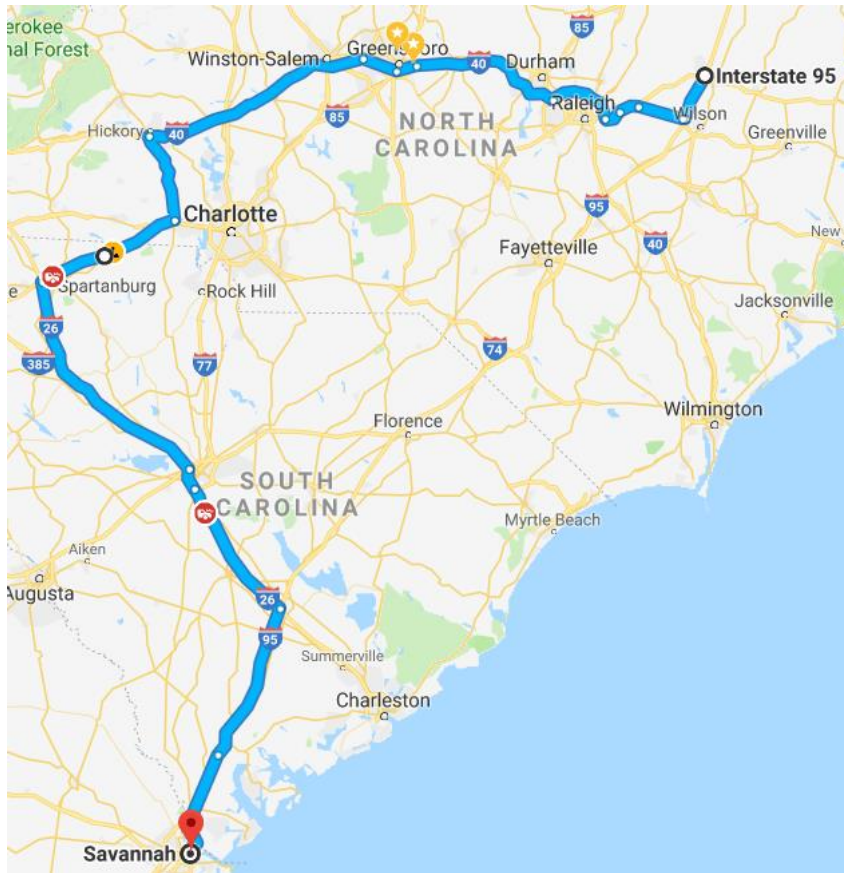 erokee
nal Forest
Winston-Salem
Greensboro
85
Durham
40
Interstate 95
Raleigh
Wilson
Hickory
40
85
NORTH
CAROLINA
Greenville
Charlotte
95
Fayetteville
40
New
Spartanburg
Rock Hill
Jacksonville
26
385
77
74
Wilmington
Florence
SOUTH
CAROLINA
Myrtle Beach
Aiken
Augusta
26
95
Summerville
Charleston
Savannah